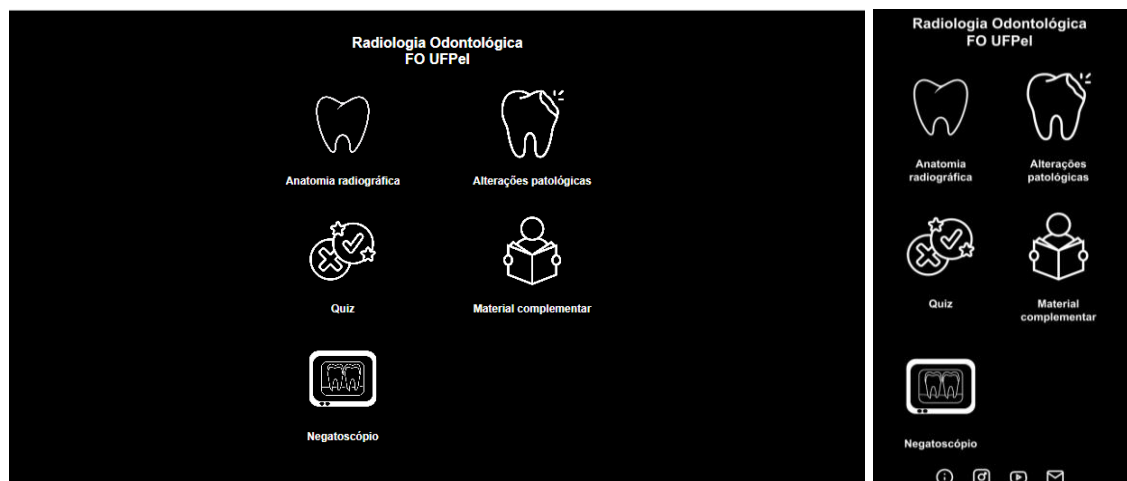 Radiologia Odontológica
FO UFPel
Anatomia radiográfica
Alterações patológicas
Quiz
Material complementar
Negatoscópio
Radiologia Odontológica
FO UFPel
Anatomia
radiográfica
Alterações
patológicas
Quiz
Material
complementar
Negatoscópio